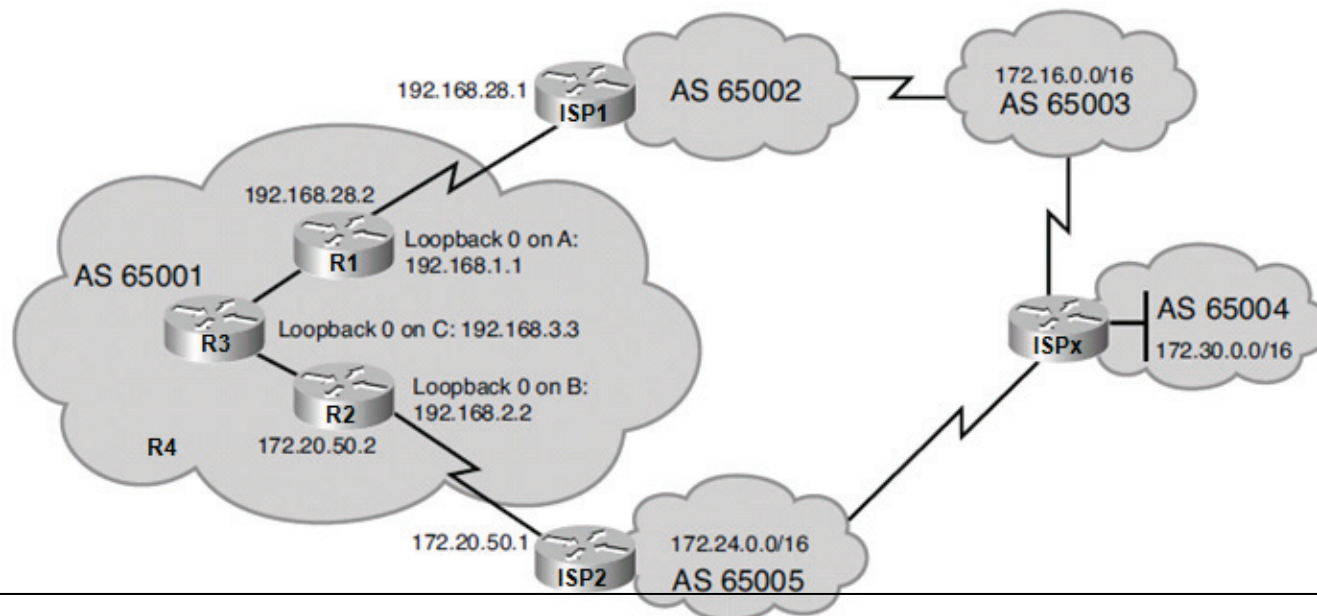 192.168.28.1
ISP1
AS 65002
172.16.0.0/16
AS 65003
192.168.28.2
R1
Loopback 0 on A:
192.168.1.1
AS 65001
R3
Loopback 0 on C: 192.168.3.3
R2
Loopback 0 on B:
192.168.2.2
R4
172.20.50.2
ISPx
AS 65004
172.30.0.0/16
172.20.50.1
ISP2
172.24.0.0/16
AS 65005